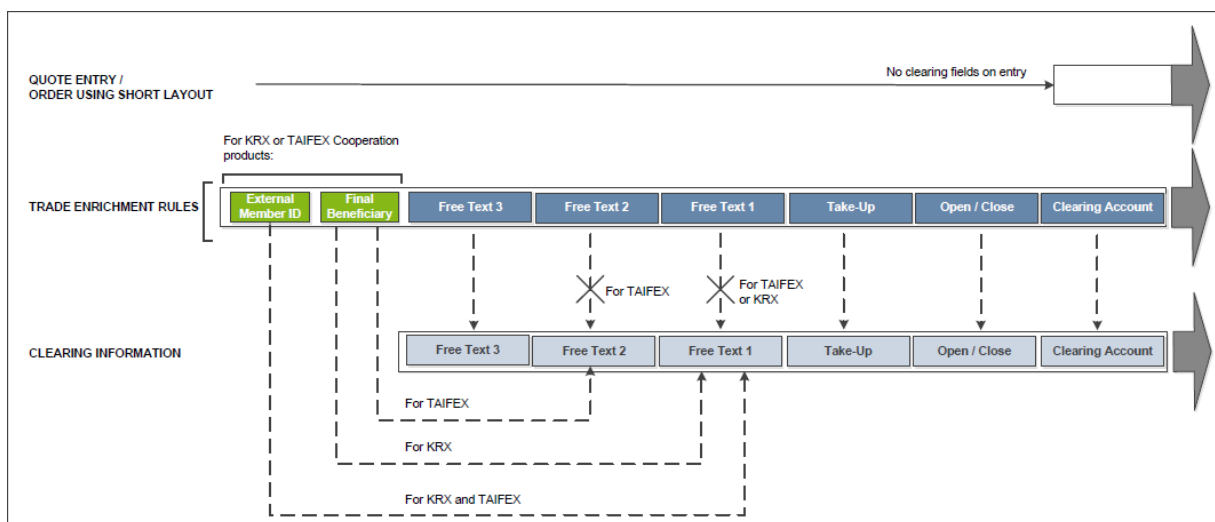 No clearing fields on entry
QUOTE ENTRY /
ORDER USING SHORT LAYOUT
For KRX or TAIFEX Cooperation
products:
TRADE ENRICHMENT RULES
External
Member ID
Final
Beneficiary
Free Text 3
Free Text 2
Free Text 1
Take-Up
Open / Close
Clearing Account
For TAIFEX
For TAIFEX
or KRX
CLEARING INFORMATION
Free Text 3
Free Text 2
Free Text 1
Take-Up
Open / Close
Clearing Account
For TAIFEX
For KRX
For KRX and TAIFEX